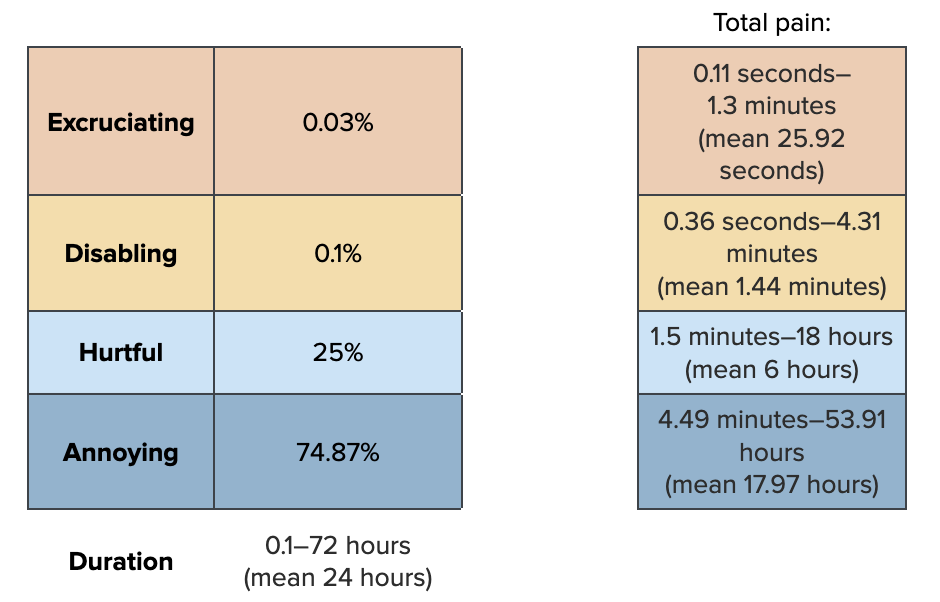 Total pain:
Excruciating
0.03%
0.11 seconds–
1.3 minutes
(mean 25.92
seconds)
Disabling
0.1%
0.36 seconds–4.31
minutes
(mean 1.44 minutes)
Hurtful
25%
1.5 minutes–18 hours
(mean 6 hours)
Annoying
74.87%
4.49 minutes–53.91
hours
(mean 17.97 hours)
Duration
0.1–72 hours
(mean 24 hours)